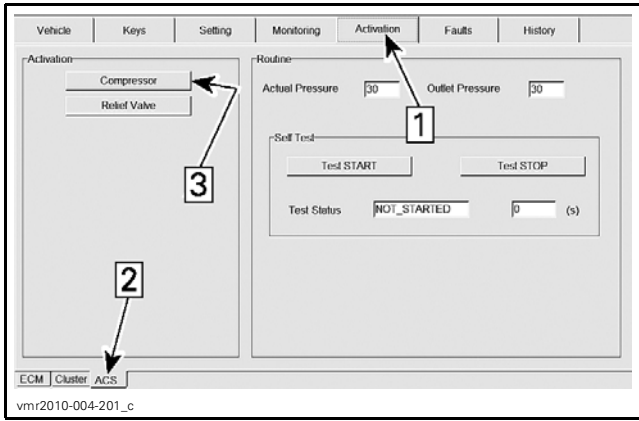 Vehicle Keys Setting Monitoring Activation Faults History
Activation
Compressor
Relief Valve
Routine
Actual Pressure 30 Outlet Pressure 30
1
Self Test
Test START Test STOP
Test Status NOT_STARTED 0 (s)
3
2
ECM Cluster ACS
vmr2010-004-201_c